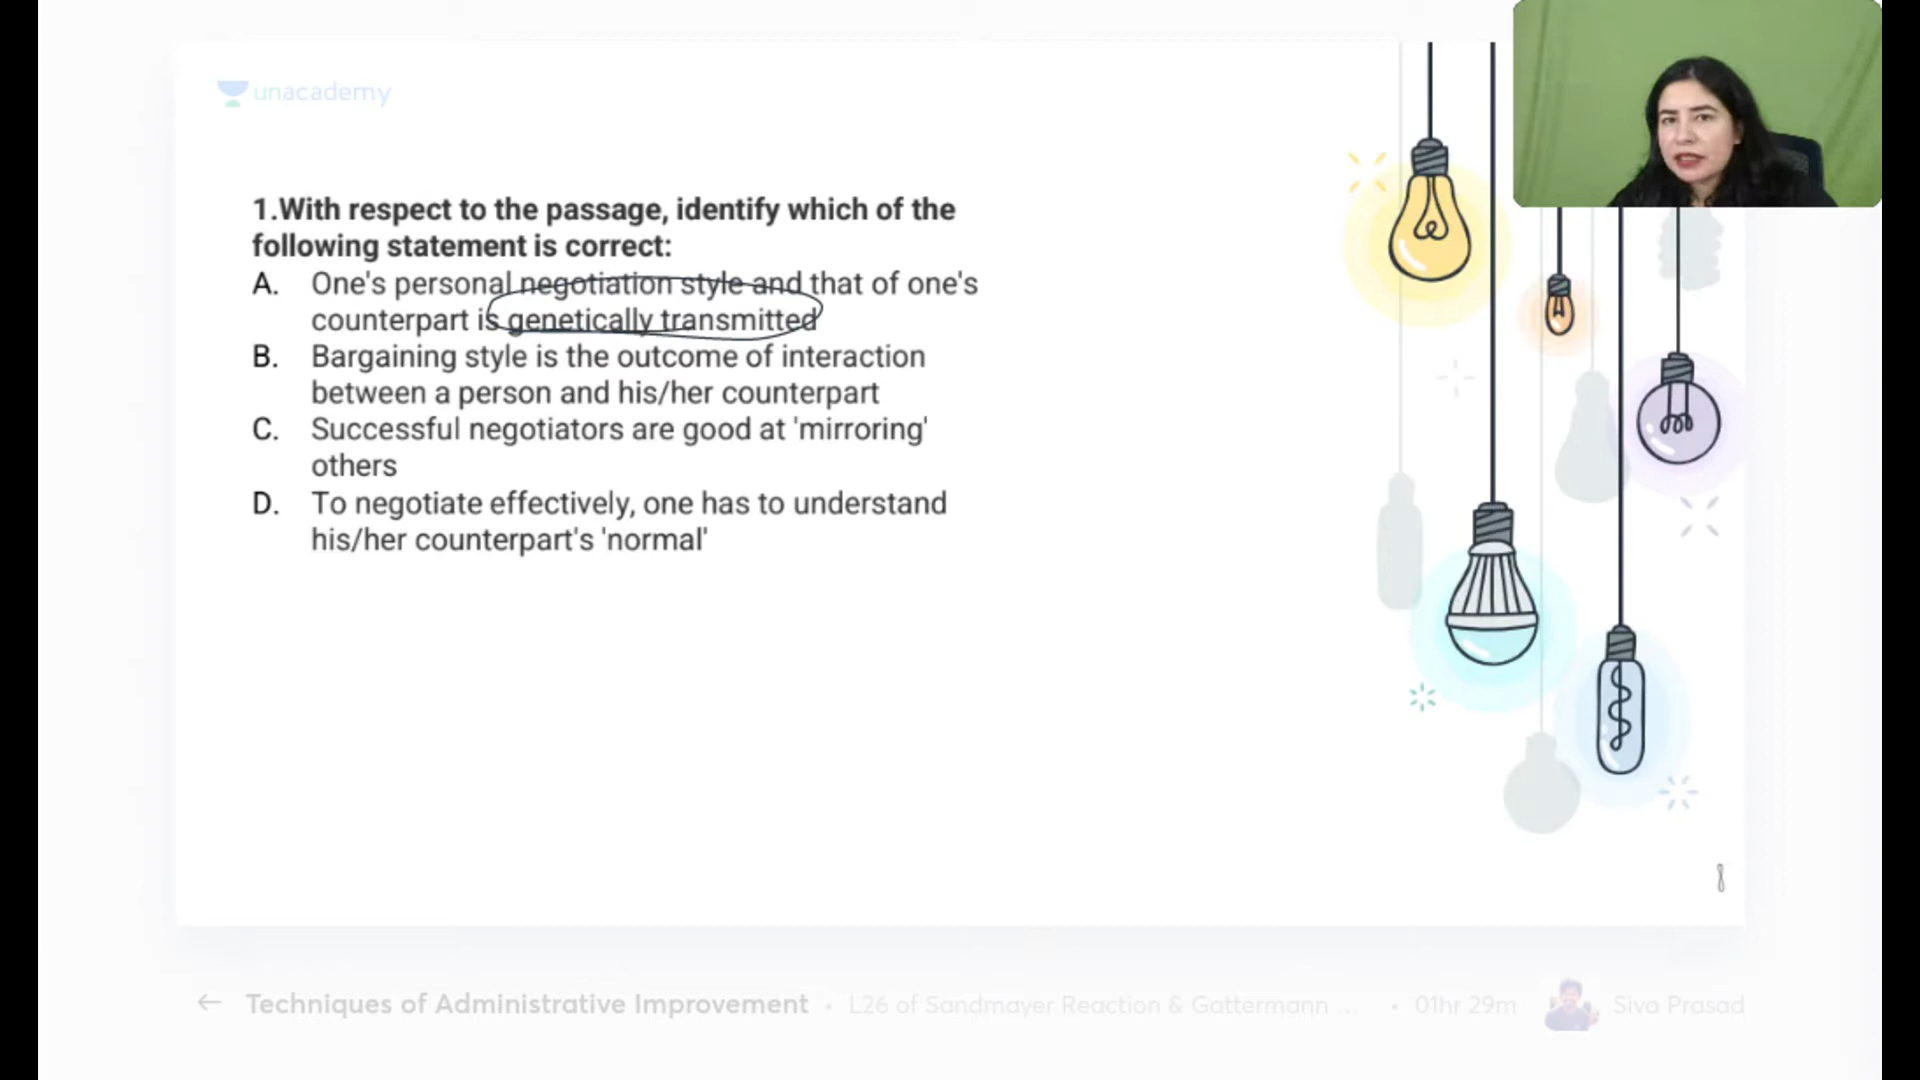 unacademy
1.With respect to the passage, identify which of the
following statement is correct:
A. One's personal negotiation style and that of one's
counterpart is genetically transmitted
B. Bargaining style is the outcome of interaction
between a person and his/her counterpart
C. Successful negotiators are good at 'mirroring'
others
D. To negotiate effectively, one has to understand
his/her counterpart's 'normal'
8
Techniques of Administrative Improvement • L26 of Sandmayer Reaction & Gattermann ... • 01hr 29m Siva Prasad